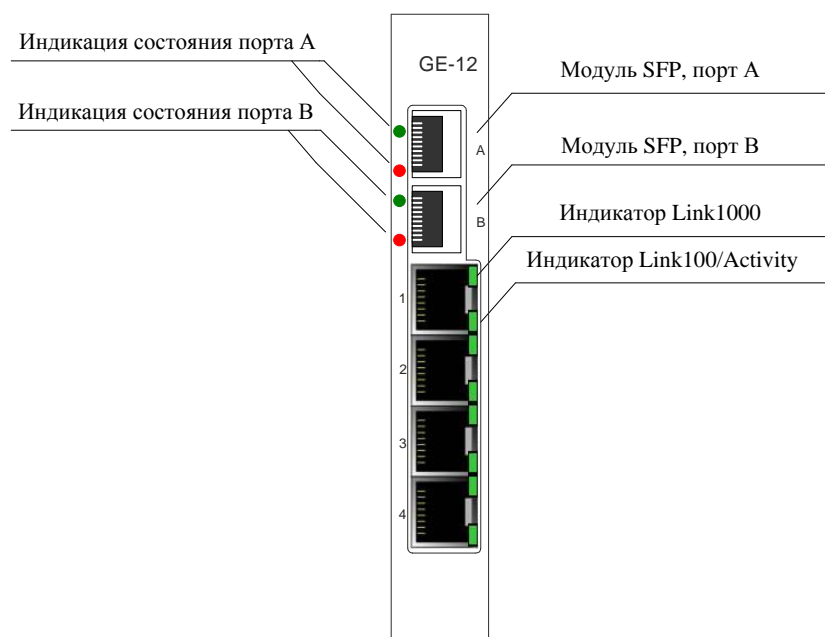 Индикация состояния порта А
GE-12
Модуль SFP, порт А
Индикация состояния порта В
A
Модуль SFP, порт В
B
Индикатор Link1000
Индикатор Link100/Activity
1
2
3
4